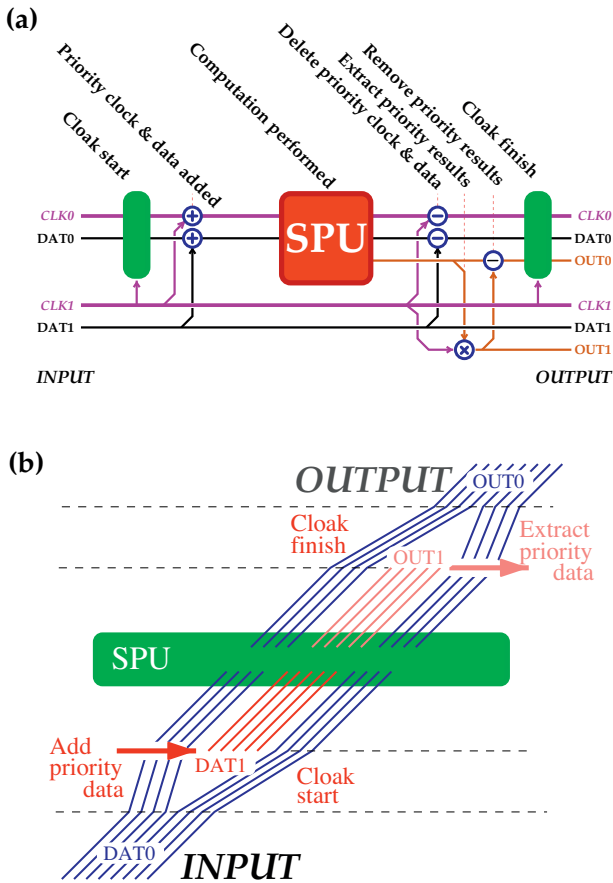 (a)
Cloak start
Priority clock & data added
Computation performed
Delete priority clock & data
Extract priority results
Remove priority results
Cloak finish
CLK0
DAT0
SPU
CLK0
DAT0
OUT0
CLK1
DAT1
CLK1
DAT1
OUT1
INPUT
OUTPUT
(b)
OUTPUT
OUT0
Cloak
finish
OUT1
Extract
priority
data
SPU
Add
priority
data
DAT1
Cloak
start
DAT0
INPUT